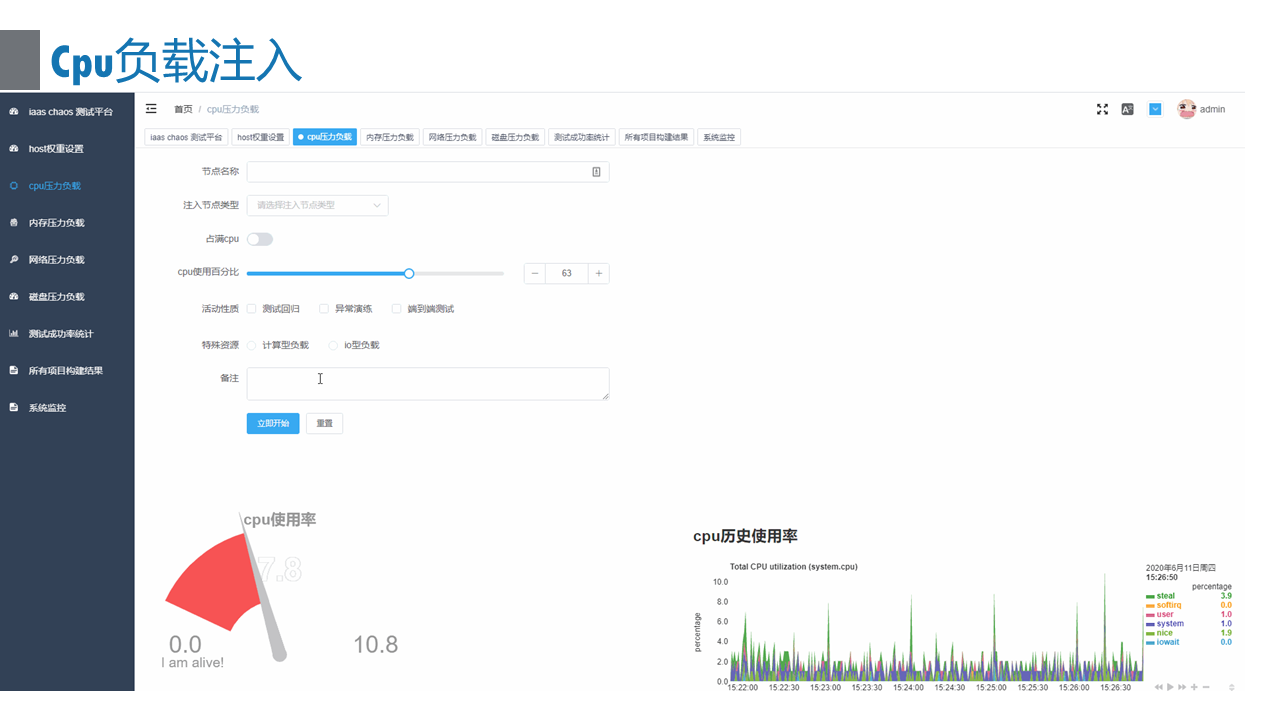 Cpu负载注入
iaas chaos 测试平台
host权重设置
cpu压力负载
内存压力负载
网络压力负载
磁盘压力负载
测试成功率统计
所有项目构建结果
系统监控
首页 / cpu压力负载
admin
iaas chaos 测试平台 host权重设置 cpu压力负载 内存压力负载 网络压力负载 磁盘压力负载 测试成功率统计 所有项目构建结果 系统监控
节点名称
注入节点类型 请选择注入节点类型
占满cpu
cpu使用百分比 − 63 +
活动性质 测试回归 异常演练 端到端测试
特殊资源 计算型负载 io型负载
备注
立即开始 重置
cpu使用率
7.8
0.0 10.8
I am alive!
cpu历史使用率
Total CPU utilization (system.cpu)
percentage
10.0
8.0
6.0
4.0
2.0
0.0
15:22:00 15:22:30 15:23:00 15:23:30 15:24:00 15:24:30 15:25:00 15:25:30 15:26:00 15:26:30
2020年6月11日周四
15:26:50
percentage
steal 3.9
softirq 0.0
user 1.0
system 1.0
nice 1.9
iowait 0.0